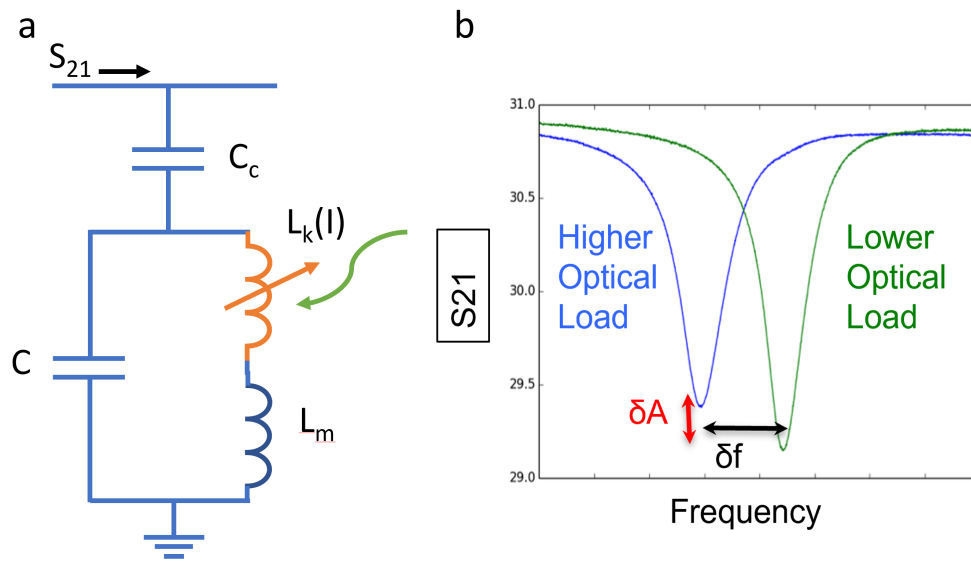 a
S21
Cc
Lk(I)
C
Lm
b
S21
31.0
30.5
30.0
29.5
29.0
Higher
Optical
Load
Lower
Optical
Load
δA
δf
Frequency